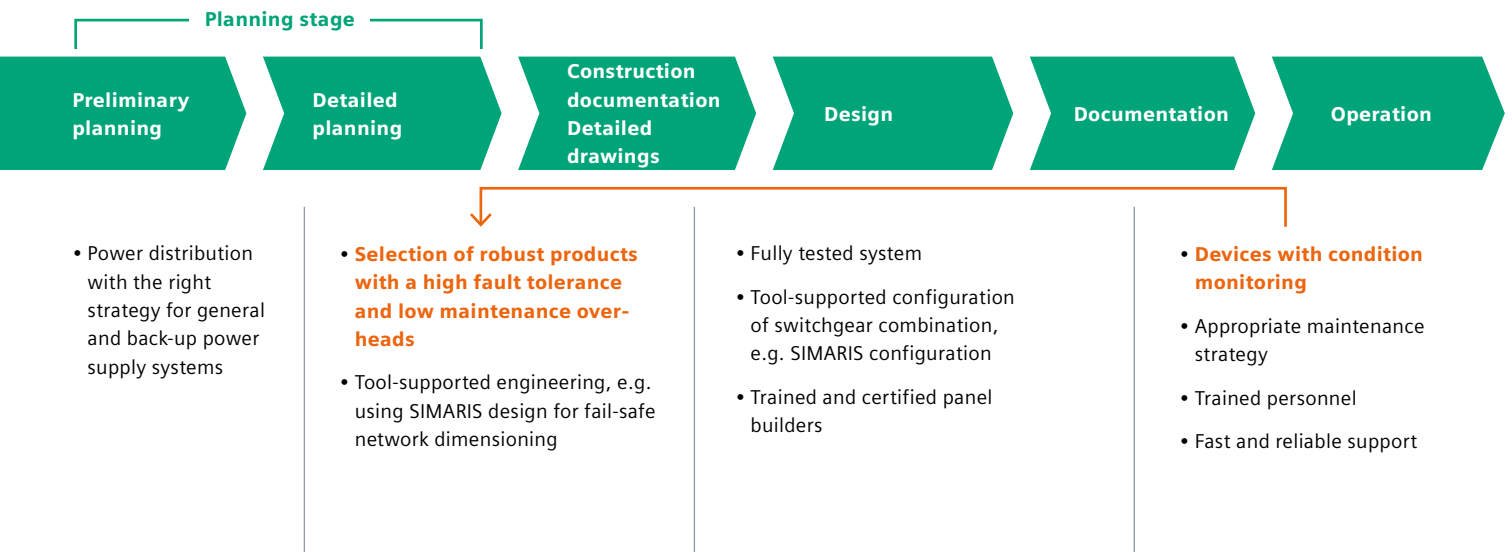 Planning stage
Preliminary
planning
Detailed
planning
Construction
documentation
Detailed
drawings
Design
Documentation
Operation
• Power distribution
with the right
strategy for general
and back-up power
supply systems
• Selection of robust products
with a high fault tolerance
and low maintenance over-
heads
• Tool-supported engineering, e.g.
using SIMARIS design for fail-safe
network dimensioning
• Fully tested system
• Tool-supported configuration
of switchgear combination,
e.g. SIMARIS configuration
• Trained and certified panel
builders
• Devices with condition
monitoring
• Appropriate maintenance
strategy
• Trained personnel
• Fast and reliable support